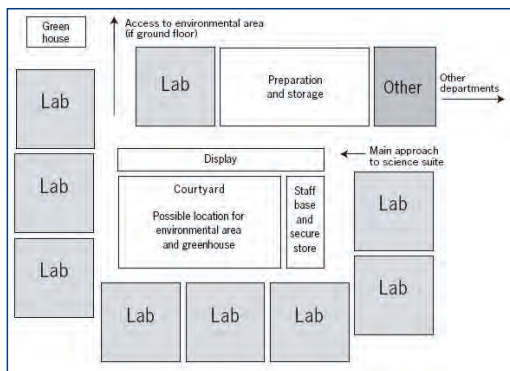 Green
house
Access to environmental area
(if ground floor)
Lab
Lab
Preparation
and storage
Other
Other
departments
Lab
Display
Main approach
to science suite
Courtyard
Possible location for
environmental area
and greenhouse
Staff
base
and
secure
store
Lab
Lab
Lab
Lab
Lab
Lab
Lab